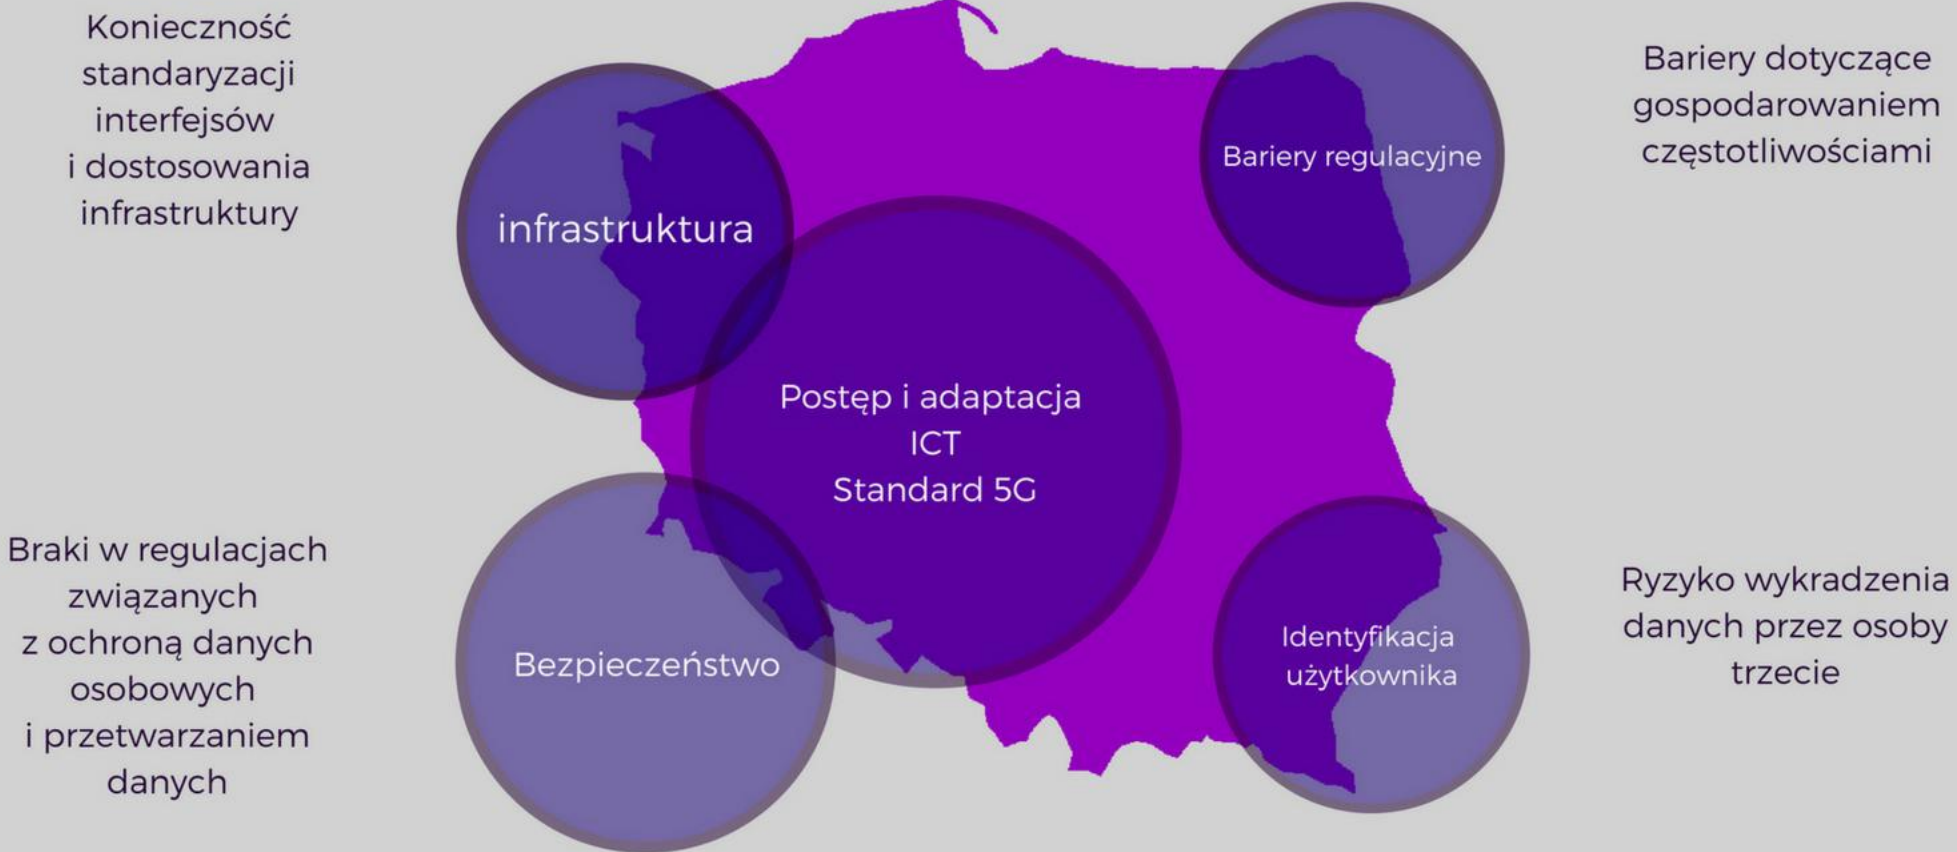 Konieczność
standaryzacji
interfejsów
i dostosowania
infrastruktury
infrastruktura
Bariery regulacyjne
Bariery dotyczące
gospodarowaniem
częstotliwościami
Postęp i adaptacja
ICT
Standard 5G
Braki w regulacjach
związanych
z ochroną danych
osobowych
i przetwarzaniem
danych
Bezpieczeństwo
Identyfikacja
użytkownika
Ryzyko wykradzenia
danych przez osoby
trzecie